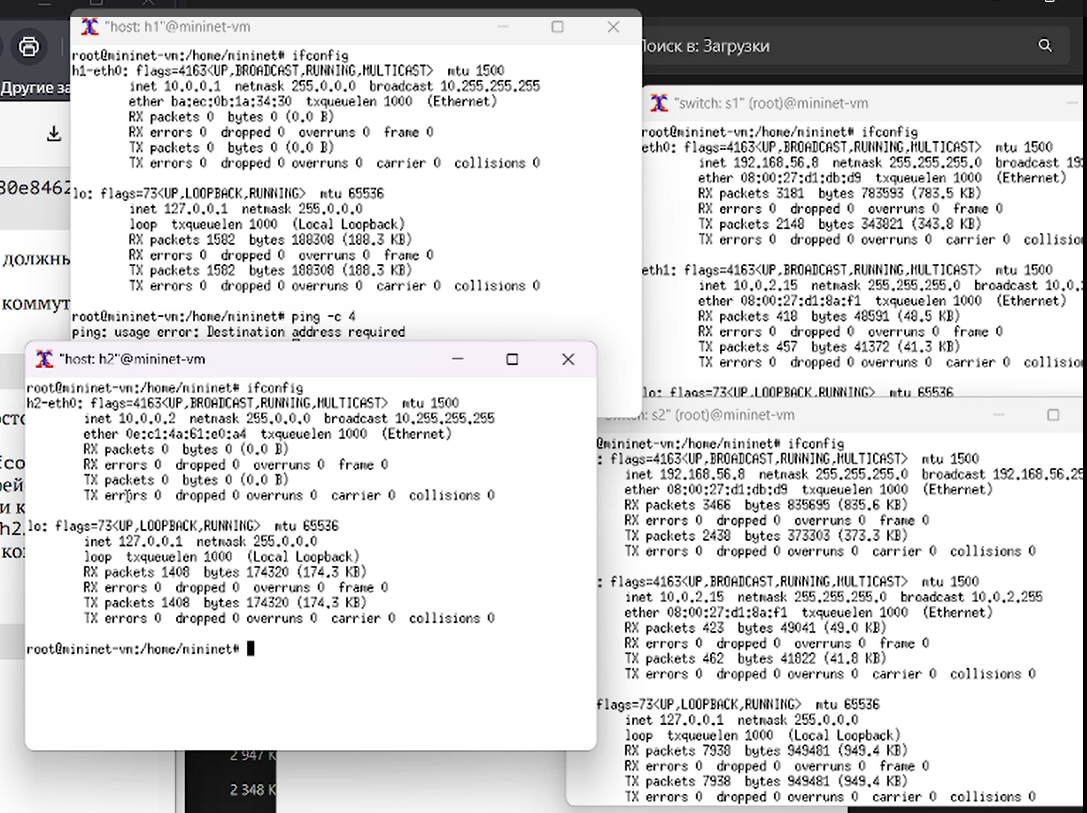 "host: h1"@mininet-vm
root@mininet-vm:/home/mininet# ifconfig
h1-eth0: flags=4163<UP,BROADCAST,RUNNING,MULTICAST>  mtu 1500
inet 10.0.0.1  netmask 255.0.0.0  broadcast 10.255.255.255
ether ba:ec:0b:1a:34:30  txqueuelen 1000  (Ethernet)
RX packets 0  bytes 0 (0.0 B)
RX errors 0  dropped 0  overruns 0  frame 0
TX packets 0  bytes 0 (0.0 B)
TX errors 0  dropped 0 overruns 0  carrier 0  collisions 0
lo: flags=73<UP,LOOPBACK,RUNNING>  mtu 65536
inet 127.0.0.1  netmask 255.0.0.0
loop  txqueuelen 1000  (Local Loopback)
RX packets 1582  bytes 188308 (188.3 KB)
RX errors 0  dropped 0  overruns 0  frame 0
TX packets 1582  bytes 188308 (188.3 KB)
TX errors 0  dropped 0 overruns 0  carrier 0  collisions 0
root@mininet-vm:/home/mininet# ping -c 4
ping: usage error: Destination address required
Поиск в: Загрузки
"switch: s1" (root)@mininet-vm
root@mininet-vm:/home/mininet# ifconfig
eth0: flags=4163<UP,BROADCAST,RUNNING,MULTICAST>  mtu 1500
inet 192.168.56.8  netmask 255.255.255.0  broadcast 192
ether 08:00:27:d1:db:d9  txqueuelen 1000  (Ethernet)
RX packets 3181  bytes 783593 (783.5 KB)
RX errors 0  dropped 0  overruns 0  frame 0
TX packets 2148  bytes 343821 (343.8 KB)
TX errors 0  dropped 0 overruns 0  carrier 0  collisio
eth1: flags=4163<UP,BROADCAST,RUNNING,MULTICAST>  mtu 1500
inet 10.0.2.15  netmask 255.255.255.0  broadcast 10.0.
ether 08:00:27:d1:8a:f1  txqueuelen 1000  (Ethernet)
RX packets 418  bytes 48591 (48.5 KB)
RX errors 0  dropped 0  overruns 0  frame 0
TX packets 457  bytes 41372 (41.3 KB)
TX errors 0  dropped 0 overruns 0  carrier 0  collisio
lo: flags=73<UP,LOOPBACK,RUNNING>  mtu 65536
"host: h2"@mininet-vm
root@mininet-vm:/home/mininet# ifconfig
h2-eth0: flags=4163<UP,BROADCAST,RUNNING,MULTICAST>  mtu 1500
inet 10.0.0.2  netmask 255.0.0.0  broadcast 10.255.255.255
ether 0e:c1:4a:61:e0:a4  txqueuelen 1000  (Ethernet)
RX packets 0  bytes 0 (0.0 B)
RX errors 0  dropped 0  overruns 0  frame 0
TX packets 0  bytes 0 (0.0 B)
TX errors 0  dropped 0 overruns 0  carrier 0  collisions 0
lo: flags=73<UP,LOOPBACK,RUNNING>  mtu 65536
inet 127.0.0.1  netmask 255.0.0.0
loop  txqueuelen 1000  (Local Loopback)
RX packets 1408  bytes 174320 (174.3 KB)
RX errors 0  dropped 0  overruns 0  frame 0
TX packets 1408  bytes 174320 (174.3 KB)
TX errors 0  dropped 0 overruns 0  carrier 0  collisions 0
root@mininet-vm:/home/mininet#
s2" (root)@mininet-vm
@mininet-vm:/home/mininet# ifconfig
: flags=4163<UP,BROADCAST,RUNNING,MULTICAST>  mtu 1500
inet 192.168.56.8  netmask 255.255.255.0  broadcast 192.168.56.25
ether 08:00:27:d1:db:d9  txqueuelen 1000  (Ethernet)
RX packets 3466  bytes 835695 (835.6 KB)
RX errors 0  dropped 0  overruns 0  frame 0
TX packets 2438  bytes 373303 (373.3 KB)
TX errors 0  dropped 0 overruns 0  carrier 0  collisions 0
: flags=4163<UP,BROADCAST,RUNNING,MULTICAST>  mtu 1500
inet 10.0.2.15  netmask 255.255.255.0  broadcast 10.0.2.255
ether 08:00:27:d1:8a:f1  txqueuelen 1000  (Ethernet)
RX packets 423  bytes 49041 (49.0 KB)
RX errors 0  dropped 0  overruns 0  frame 0
TX packets 462  bytes 41822 (41.8 KB)
TX errors 0  dropped 0 overruns 0  carrier 0  collisions 0
flags=73<UP,LOOPBACK,RUNNING>  mtu 65536
inet 127.0.0.1  netmask 255.0.0.0
loop  txqueuelen 1000  (Local Loopback)
RX packets 7938  bytes 949481 (949.4 KB)
RX errors 0  dropped 0  overruns 0  frame 0
TX packets 7938  bytes 949481 (949.4 KB)
TX errors 0  dropped 0 overruns 0  carrier 0  collisions 0
Другие за
80e8462
должнь
коммут
2 947 К
2 348 К